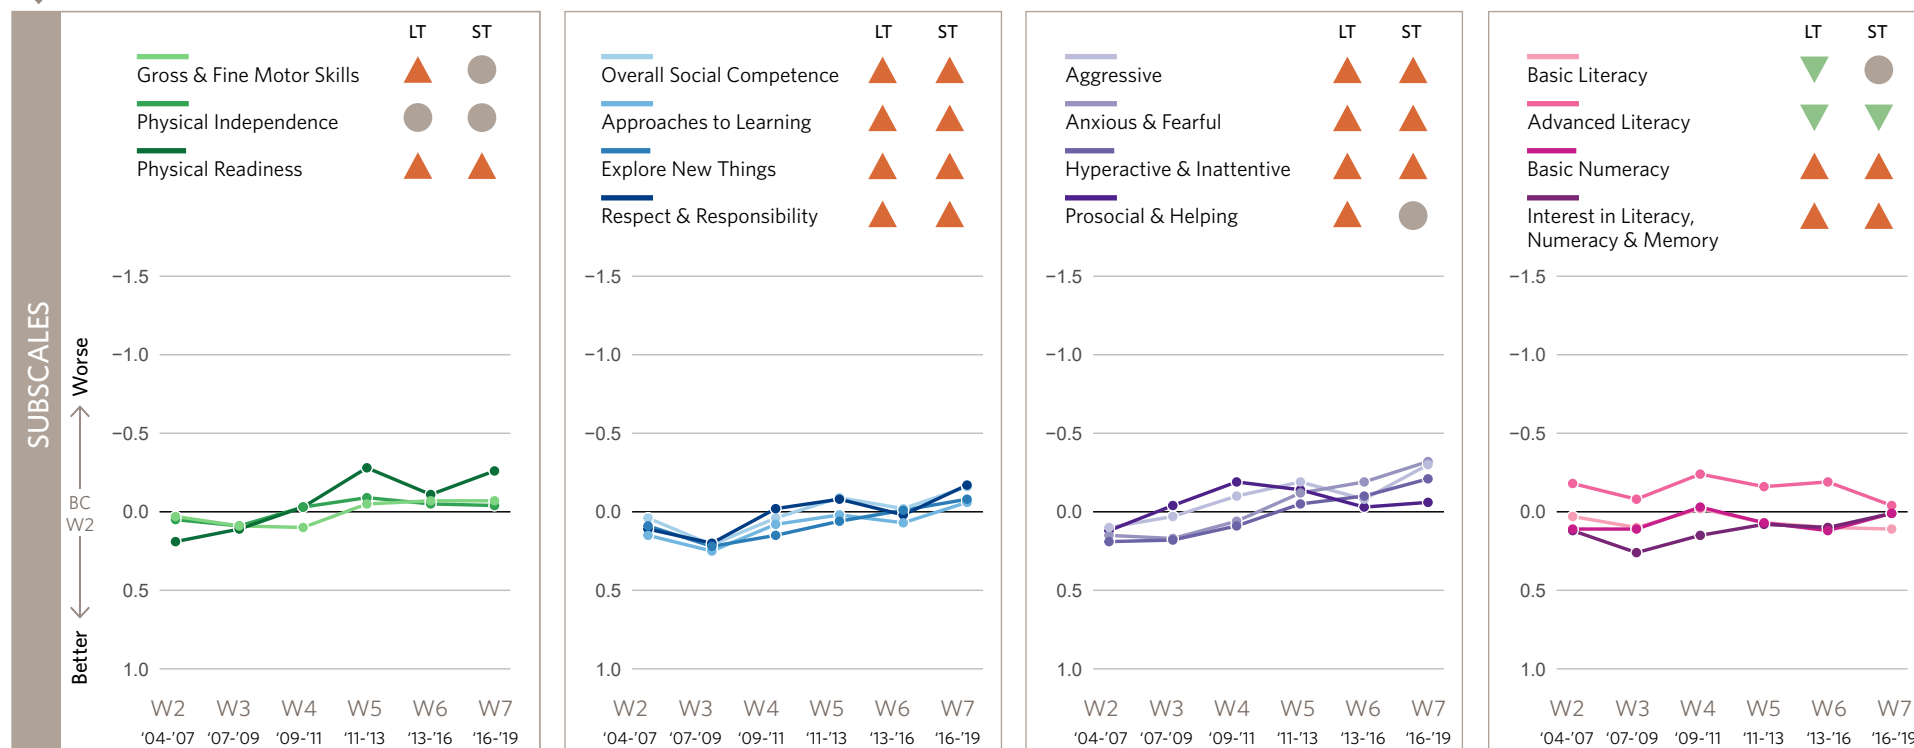 SUBSCALES
Worse
BC
W2
Better
LT ST
Gross & Fine Motor Skills
Physical Independence
Physical Readiness
−1.5
−1.0
−0.5
0.0
0.5
1.0
W2 W3 W4 W5 W6 W7
‘04-’07 ‘07-’09 ‘09-’11 ‘11-’13 ‘13-’16 ‘16-’19
LT ST
Overall Social Competence
Approaches to Learning
Explore New Things
Respect & Responsibility
−1.5
−1.0
−0.5
0.0
0.5
1.0
W2 W3 W4 W5 W6 W7
‘04-’07 ‘07-’09 ‘09-’11 ‘11-’13 ‘13-’16 ‘16-’19
LT ST
Aggressive
Anxious & Fearful
Hyperactive & Inattentive
Prosocial & Helping
−1.5
−1.0
−0.5
0.0
0.5
1.0
W2 W3 W4 W5 W6 W7
‘04-’07 ‘07-’09 ‘09-’11 ‘11-’13 ‘13-’16 ‘16-’19
LT ST
Basic Literacy
Advanced Literacy
Basic Numeracy
Interest in Literacy,
Numeracy & Memory
−1.5
−1.0
−0.5
0.0
0.5
1.0
W2 W3 W4 W5 W6 W7
‘04-’07 ‘07-’09 ‘09-’11 ‘11-’13 ‘13-’16 ‘16-’19